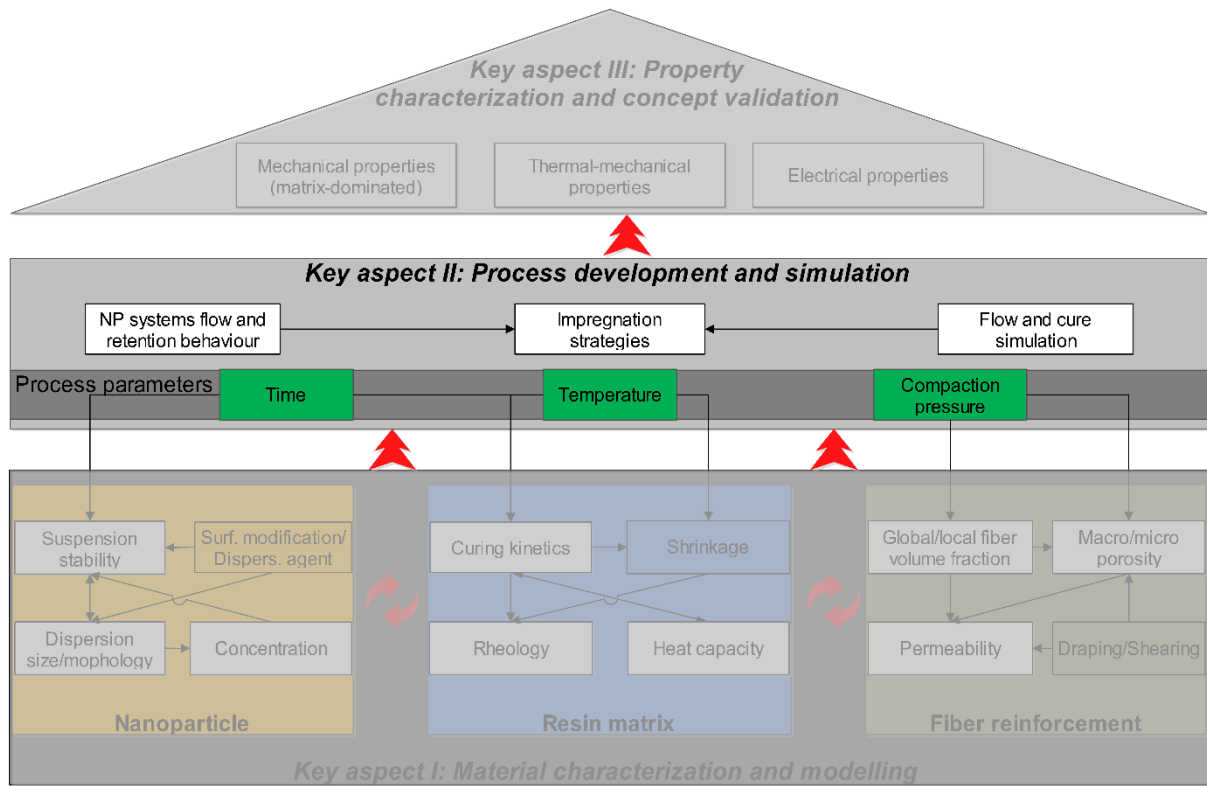 Key aspect III: Property
characterization and concept validation
Mechanical properties
(matrix-dominated)
Thermal-mechanical
properties
Electrical properties
Key aspect II: Process development and simulation
NP systems flow and
retention behaviour
Impregnation
strategies
Flow and cure
simulation
Process parameters
Time
Temperature
Compaction
pressure
Suspension
stability
Surf. modification/
Dispers. agent
Dispersion
size/mophology
Concentration
Nanoparticle
Curing kinetics
Shrinkage
Rheology
Heat capacity
Resin matrix
Global/local fiber
volume fraction
Macro/micro
porosity
Permeability
Draping/Shearing
Fiber reinforcement
Key aspect I: Material characterization and modelling